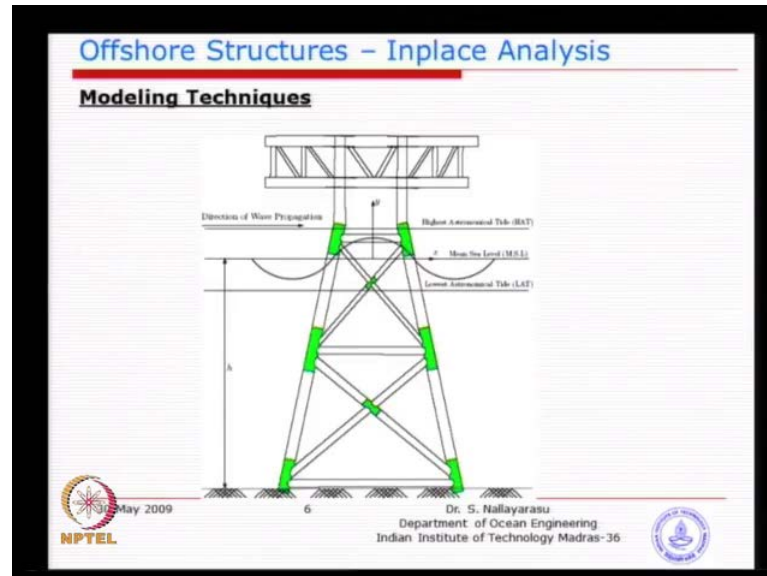 Offshore Structures – Inplace Analysis
Modeling Techniques
y
Direction of Wave Propagation
Highest Astronomical Tide (HAT)
x
Mean Sea Level (M.S.L)
Lowest Astronomical Tide (LAT)
h
30 May 2009
6
Dr. S. Nallayarasu
Department of Ocean Engineering
Indian Institute of Technology Madras-36
NPTEL